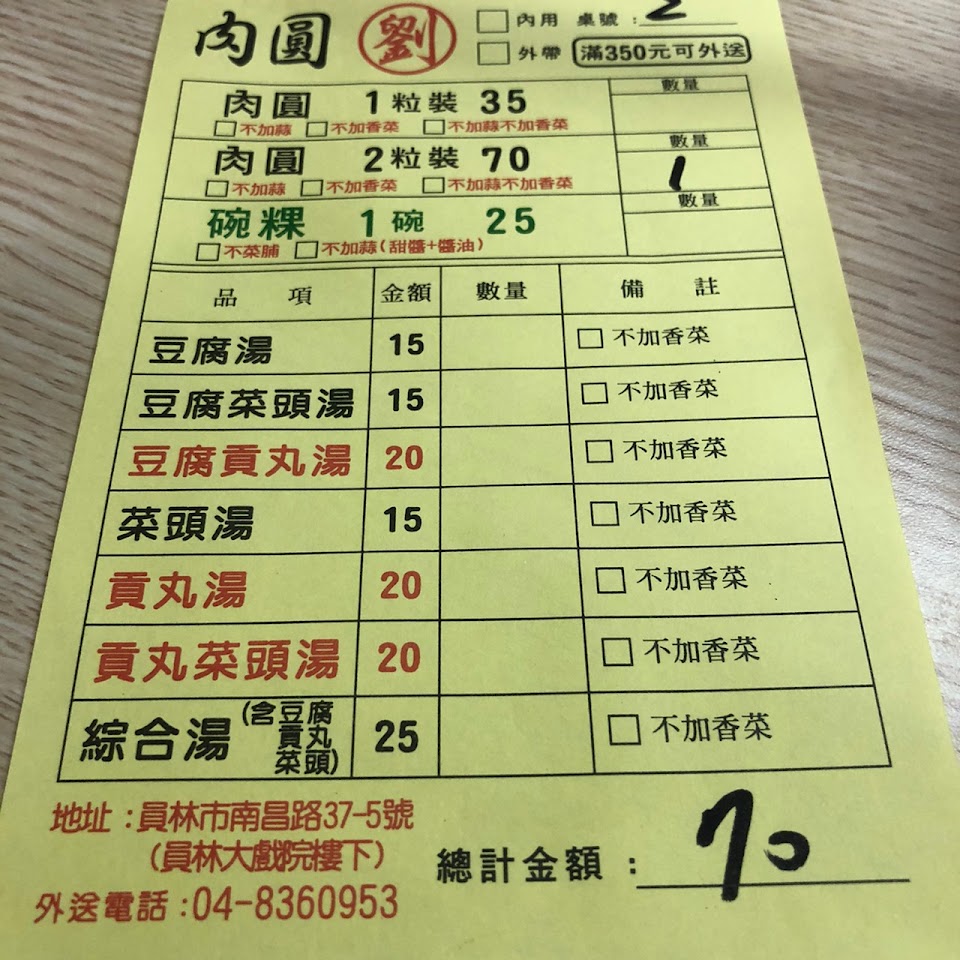 肉圓 劉 □內用 桌號：2
□外帶 滿350元可外送
肉圓 1粒裝 35 數量
□不加蒜 □不加香菜 □不加蒜不加香菜
肉圓 2粒裝 70 數量 1
□不加蒜 □不加香菜 □不加蒜不加香菜
碗粿 1碗 25 數量
□不菜脯 □不加蒜(甜醬+醬油)
品項 金額 數量 備註
豆腐湯 15 □不加香菜
豆腐菜頭湯 15 □不加香菜
豆腐貢丸湯 20 □不加香菜
菜頭湯 15 □不加香菜
貢丸湯 20 □不加香菜
貢丸菜頭湯 20 □不加香菜
綜合湯(含豆腐貢丸菜頭) 25 □不加香菜
地址：員林市南昌路37-5號
(員林大戲院樓下)
外送電話：04-8360953
總計金額：70